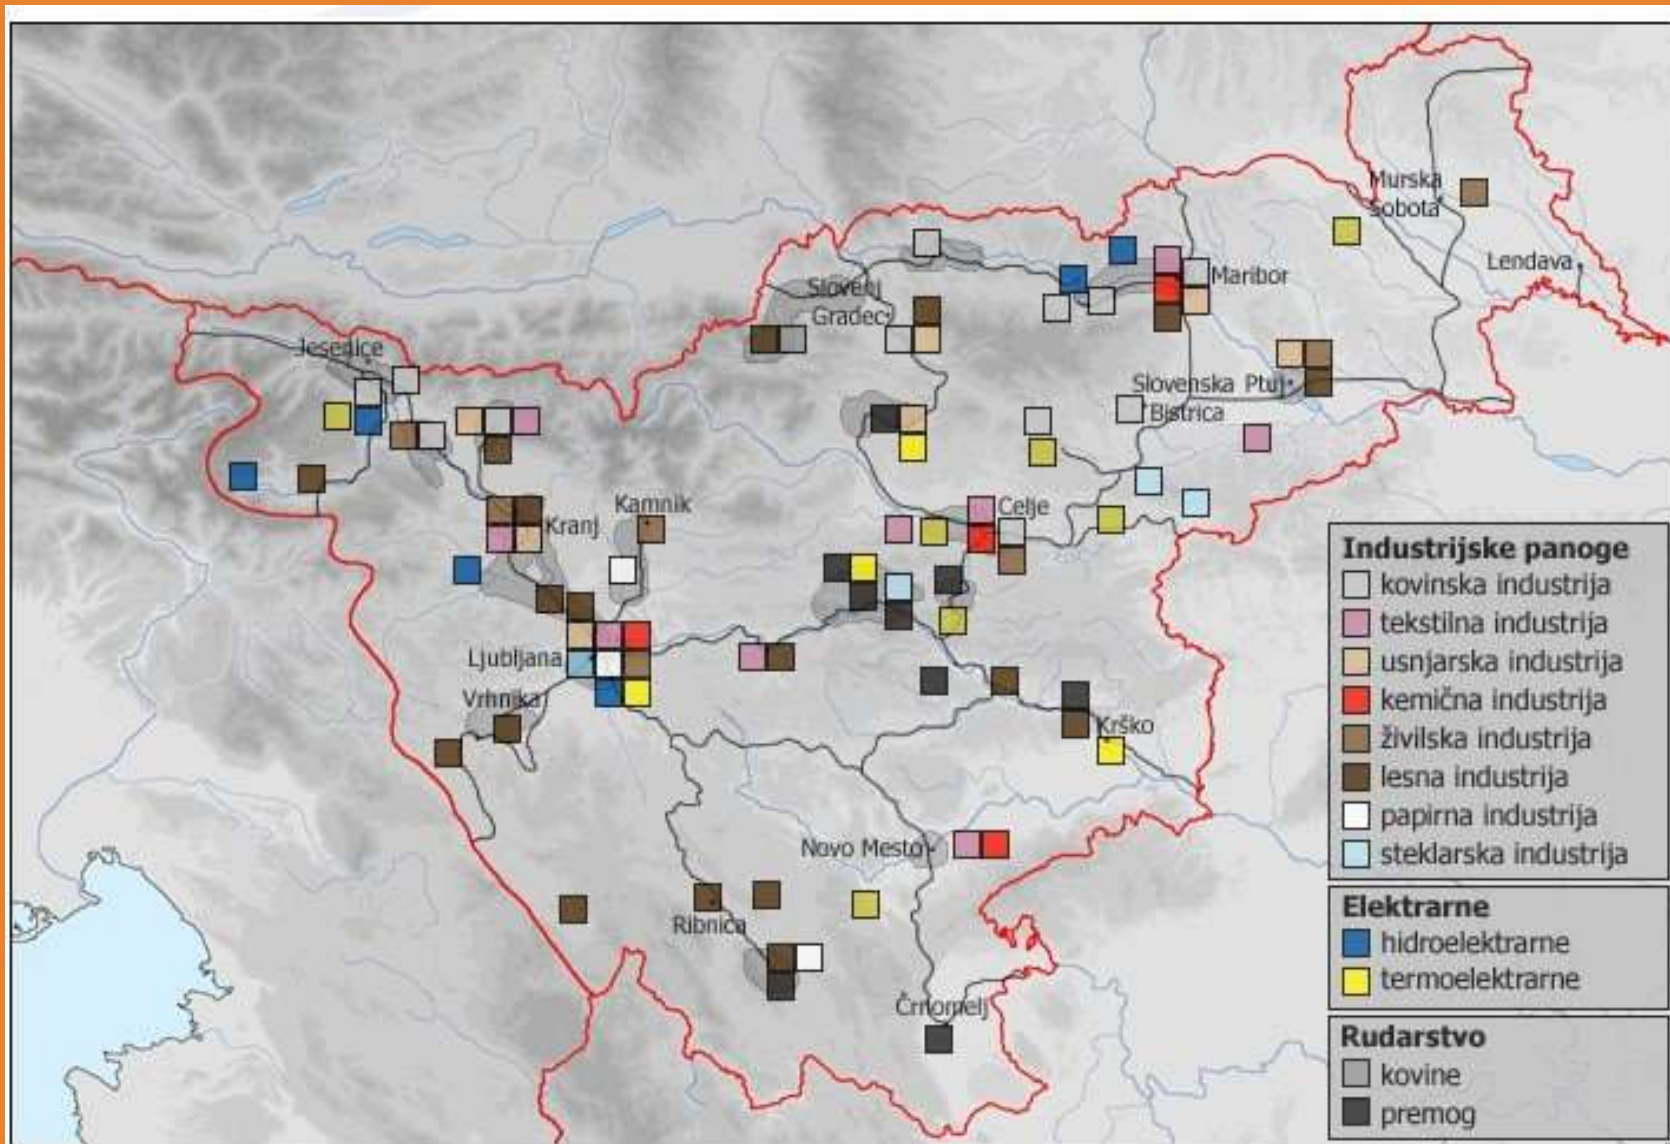 Murska
Sobota
Lendava
Maribor
Slovenj
Gradec
Jesenice
Slovenska Ptuj
Bistrica
Kamnik
Kranj
Celje
Ljubljana
Vrhnika
Krško
Novo Mesto
Ribnica
Črnomelj
Industrijske panoge
kovinska industrija
tekstilna industrija
usnjarska industrija
kemična industrija
živilska industrija
lesna industrija
papirna industrija
steklarska industrija
Elektrarne
hidroelektrarne
termoelektrarne
Rudarstvo
kovine
premog